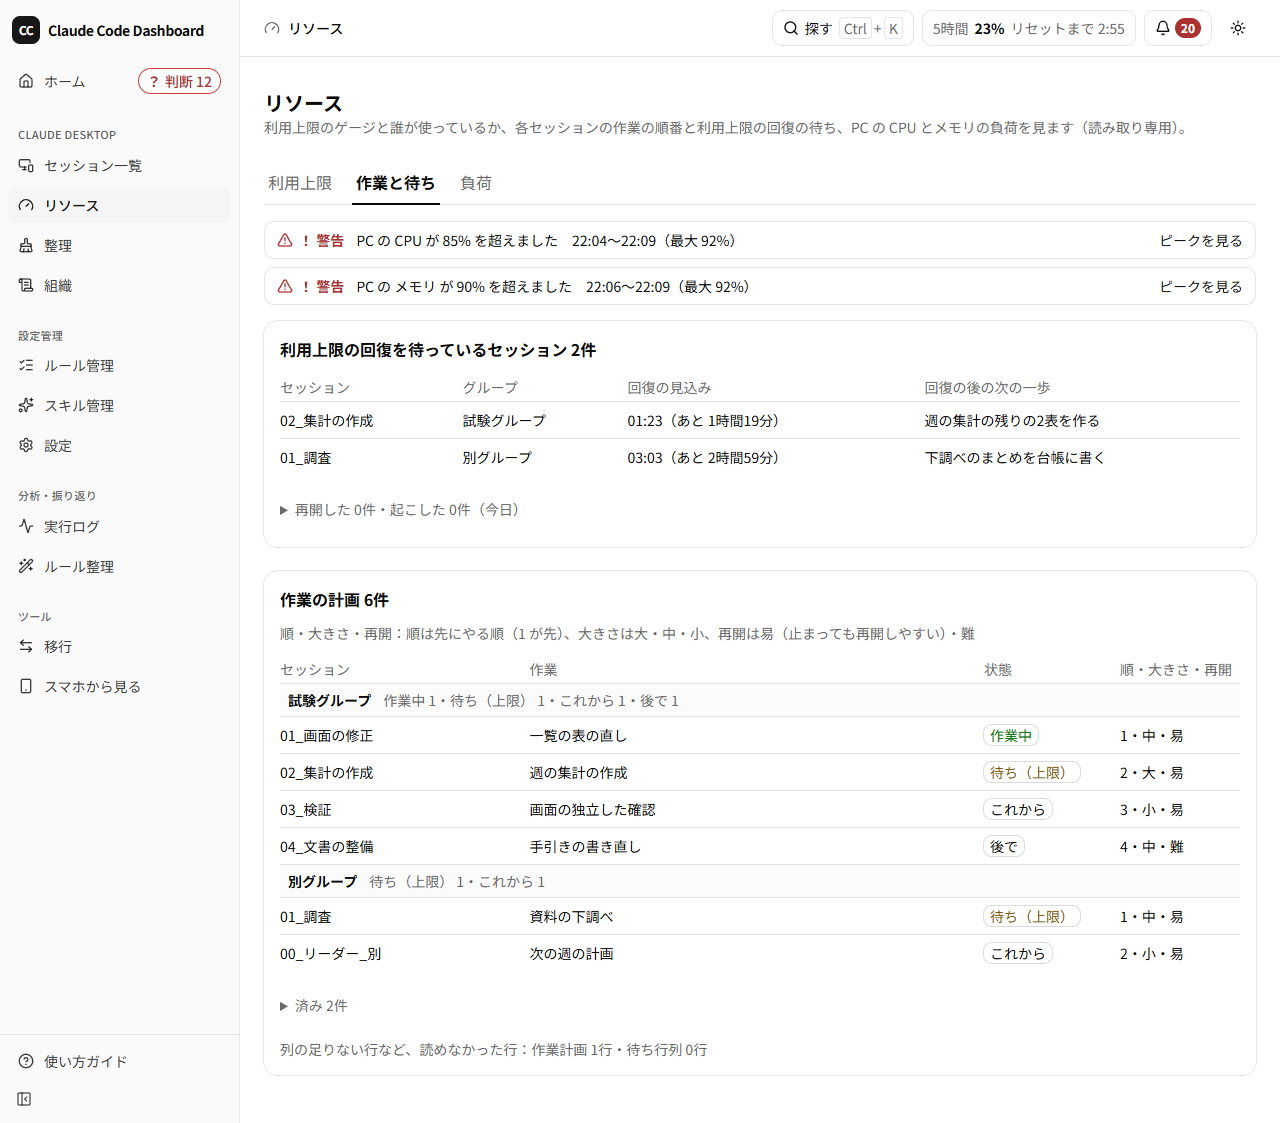 CC Claude Code Dashboard
ホーム
? 判断 12
CLAUDE DESKTOP
セッション一覧
リソース
整理
組織
設定管理
ルール管理
スキル管理
設定
分析・振り返り
実行ログ
ルール整理
ツール
移行
スマホから見る
使い方ガイド
リソース
探す Ctrl + K
5時間 23% リセットまで 2:55
20
リソース
利用上限のゲージと誰が使っているか、各セッションの作業の順番と利用上限の回復の待ち、PC の CPU とメモリの負荷を見ます（読み取り専用）。
利用上限 作業と待ち 負荷
! 警告 PC の CPU が 85% を超えました 22:04〜22:09（最大 92%） ピークを見る
! 警告 PC の メモリ が 90% を超えました 22:06〜22:09（最大 92%） ピークを見る
利用上限の回復を待っているセッション 2件
セッション グループ 回復の見込み 回復の後の次の一歩
02_集計の作成 試験グループ 01:23（あと 1時間19分） 週の集計の残りの2表を作る
01_調査 別グループ 03:03（あと 2時間59分） 下調べのまとめを台帳に書く
▶ 再開した 0件・起こした 0件（今日）
作業の計画 6件
順・大きさ・再開：順は先にやる順（1 が先）、大きさは大・中・小、再開は易（止まっても再開しやすい）・難
セッション 作業 状態 順・大きさ・再開
試験グループ 作業中 1・待ち（上限） 1・これから 1・後で 1
01_画面の修正 一覧の表の直し 作業中 1・中・易
02_集計の作成 週の集計の作成 待ち（上限） 2・大・易
03_検証 画面の独立した確認 これから 3・小・易
04_文書の整備 手引きの書き直し 後で 4・中・難
別グループ 待ち（上限） 1・これから 1
01_調査 資料の下調べ 待ち（上限） 1・中・易
00_リーダー_別 次の週の計画 これから 2・小・易
▶ 済み 2件
列の足りない行など、読めなかった行：作業計画 1行・待ち行列 0行